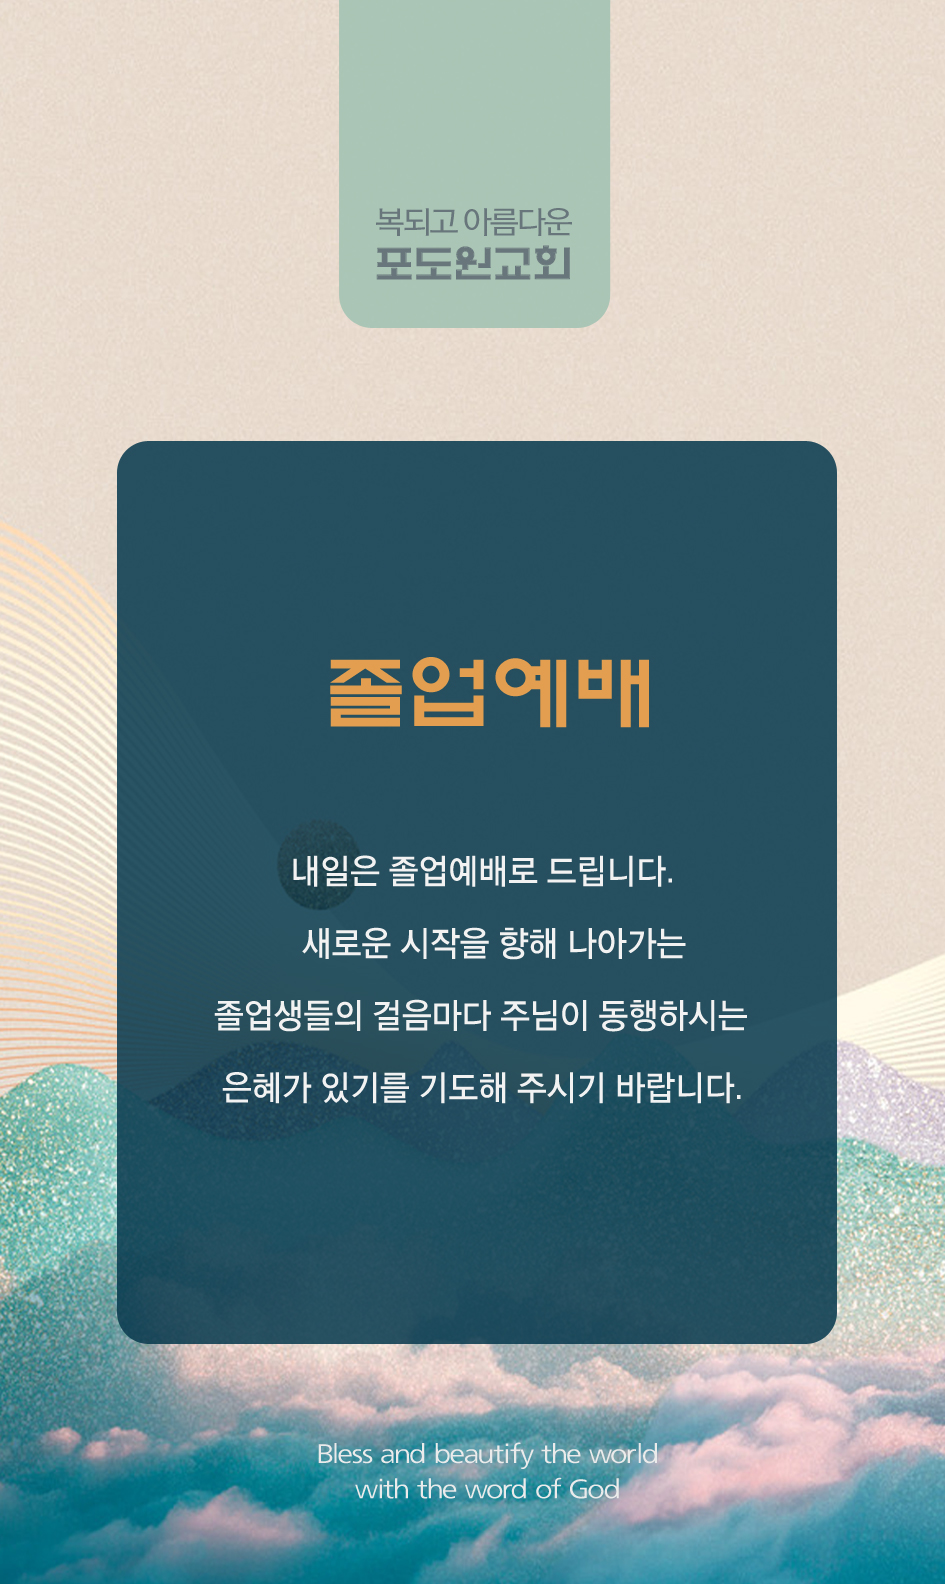 복되고 아름다운
포도원교회
졸업예배
내일은 졸업예배로 드립니다.
새로운 시작을 향해 나아가는
졸업생들의 걸음마다 주님이 동행하시는
은혜가 있기를 기도해 주시기 바랍니다.
Bless and beautify the world
with the word of God